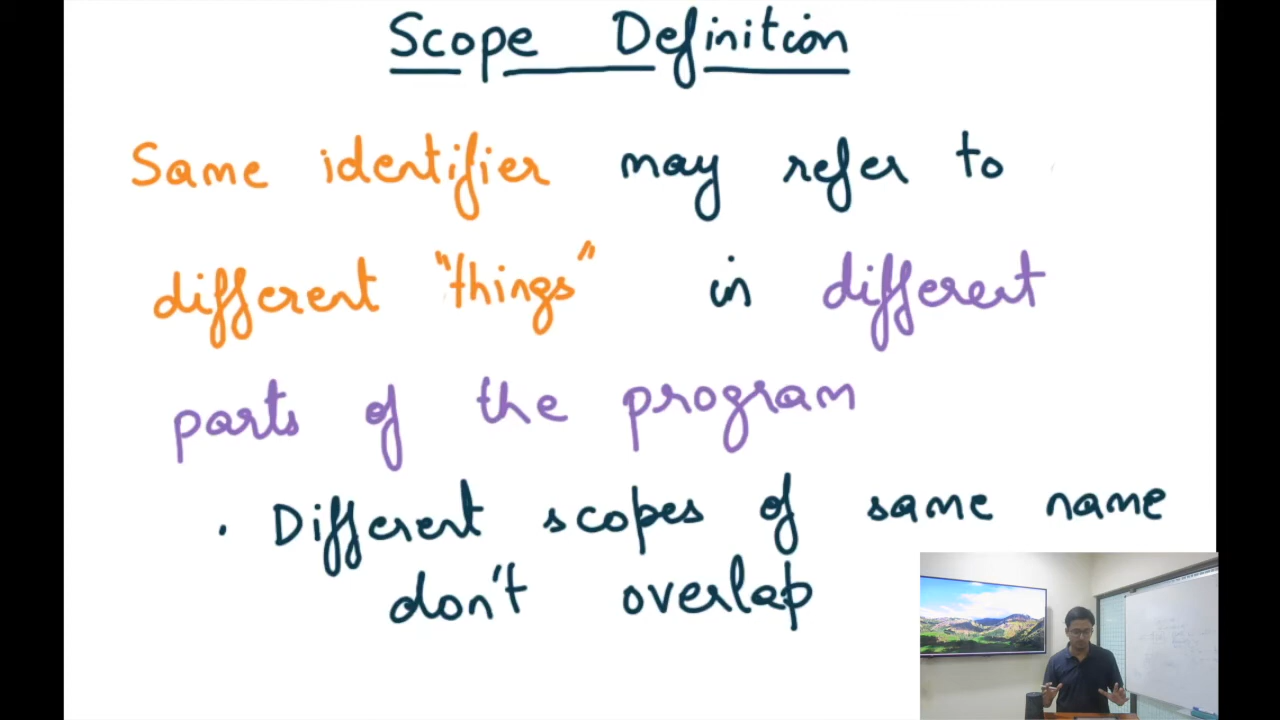 Scope Definition
Same identifier may refer to
different "things" in different
parts of the program
· Different scopes of same name
don't overlap